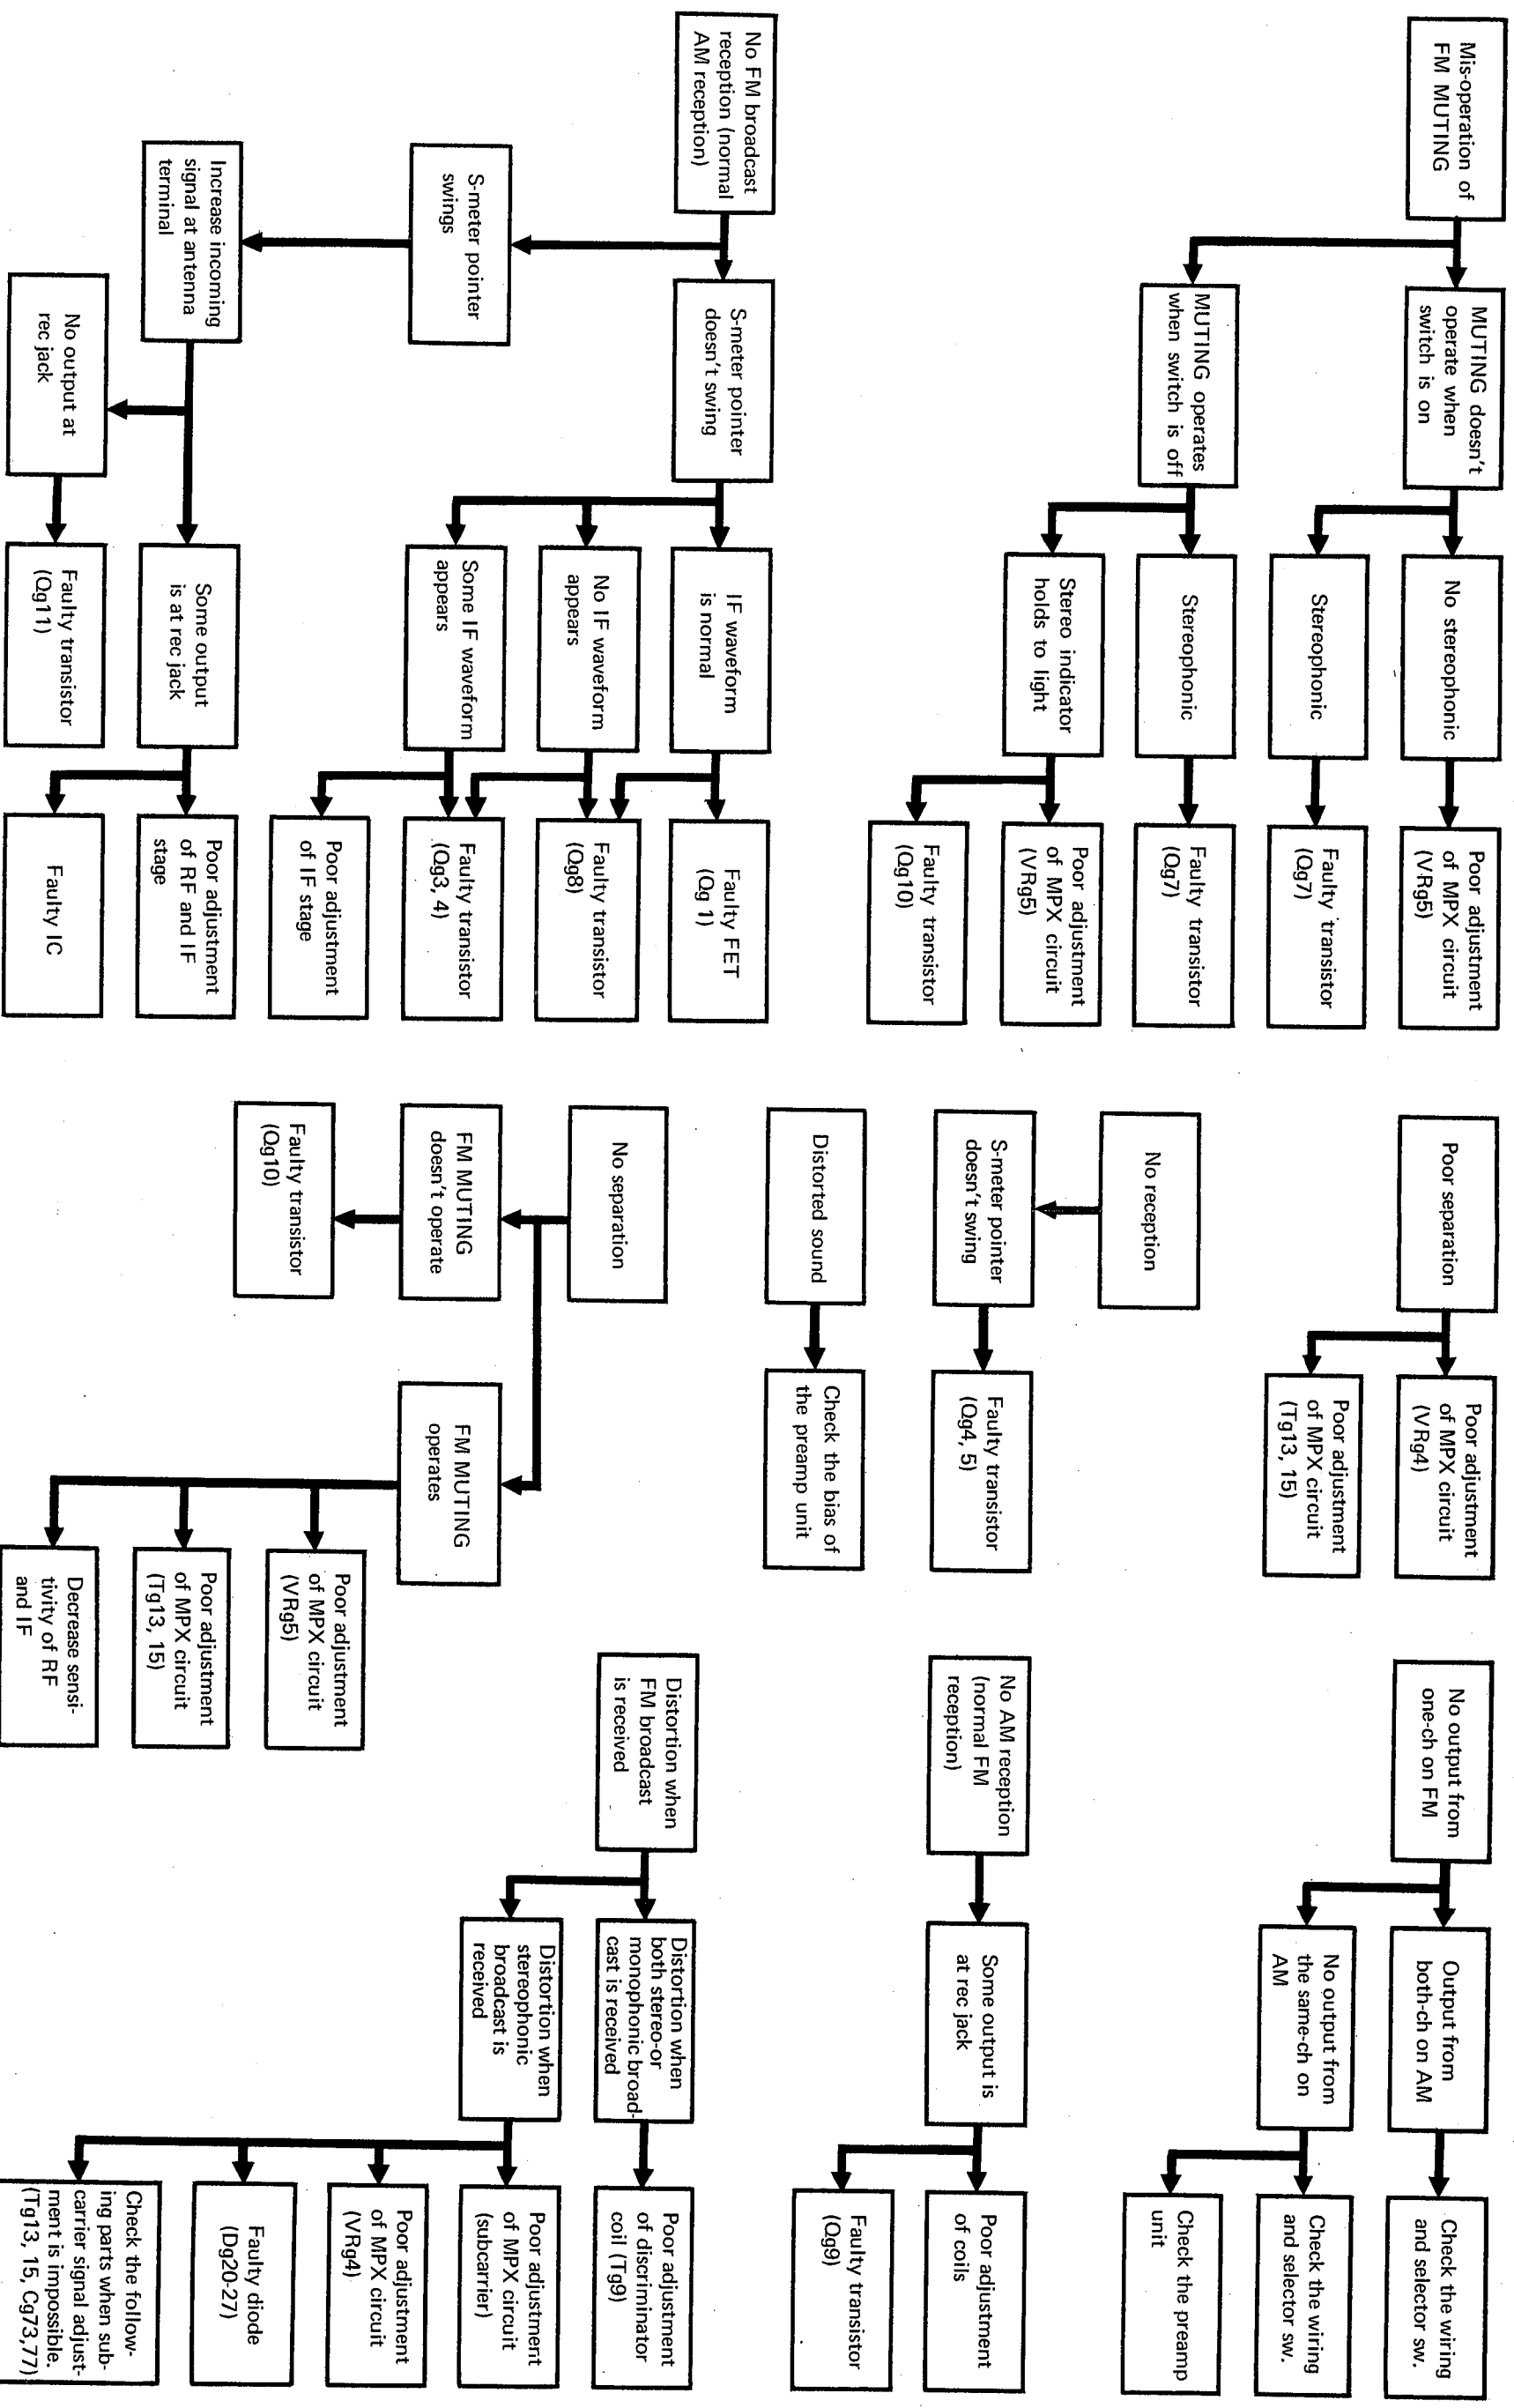 Mis-operation of
FM MUTING
MUTING doesn't
operate when
switch is on
No stereophonic
Poor adjustment
of MPX circuit
(VRg5)
Stereophonic
Faulty transistor
(Qg7)
MUTING operates
when switch is off
Stereophonic
Faulty transistor
(Qg7)
Stereo indicator
holds to light
Poor adjustment
of MPX circuit
(VRg5)
Faulty transistor
(Qg10)
No FM broadcast
reception (normal
AM reception)
S-meter pointer
doesn't swing
IF waveform
is normal
Faulty FET
(Qg 1)
No IF waveform
appears
Faulty transistor
(Qg8)
Some IF waveform
appears
Faulty transistor
(Qg3, 4)
Poor adjustment
of IF stage
S-meter pointer
swings
Increase incoming
signal at antenna
terminal
Some output
is at rec jack
Poor adjustment
of RF and IF
stage
Faulty IC
No output at
rec jack
Faulty transistor
(Qg11)
Poor separation
Poor adjustment
of MPX circuit
(VRg4)
Poor adjustment
of MPX circuit
(Tg13, 15)
No reception
S-meter pointer
doesn't swing
Faulty transistor
(Qg4, 5)
Distorted sound
Check the bias of
the preamp unit
No separation
FM MUTING
doesn't operate
Faulty transistor
(Qg10)
FM MUTING
operates
Poor adjustment
of MPX circuit
(VRg5)
Poor adjustment
of MPX circuit
(Tg13, 15)
Decrease sensi-
tivity of RF
and IF
No output from
one-ch on FM
Output from
both-ch on AM
Check the wiring
and selector sw.
No output from
the same-ch on
AM
Check the wiring
and selector sw.
Check the preamp
unit
No AM reception
(normal FM
reception)
Some output is
at rec jack
Poor adjustment
of coils
Faulty transistor
(Qg9)
Distortion when
FM broadcast
is received
Distortion when
both stereo-or
monophonic broad-
cast is received
Poor adjustment
of discriminator
coil (Tg9)
Distortion when
stereophonic
broadcast is
received
Poor adjustment
of MPX circuit
(subcarrier)
Poor adjustment
of MPX circuit
(VRg4)
Faulty diode
(Dg20-27)
Check the follow-
ing parts when sub-
carrier signal adjust-
ment is impossible.
(Tg13, 15, Cg73,77)